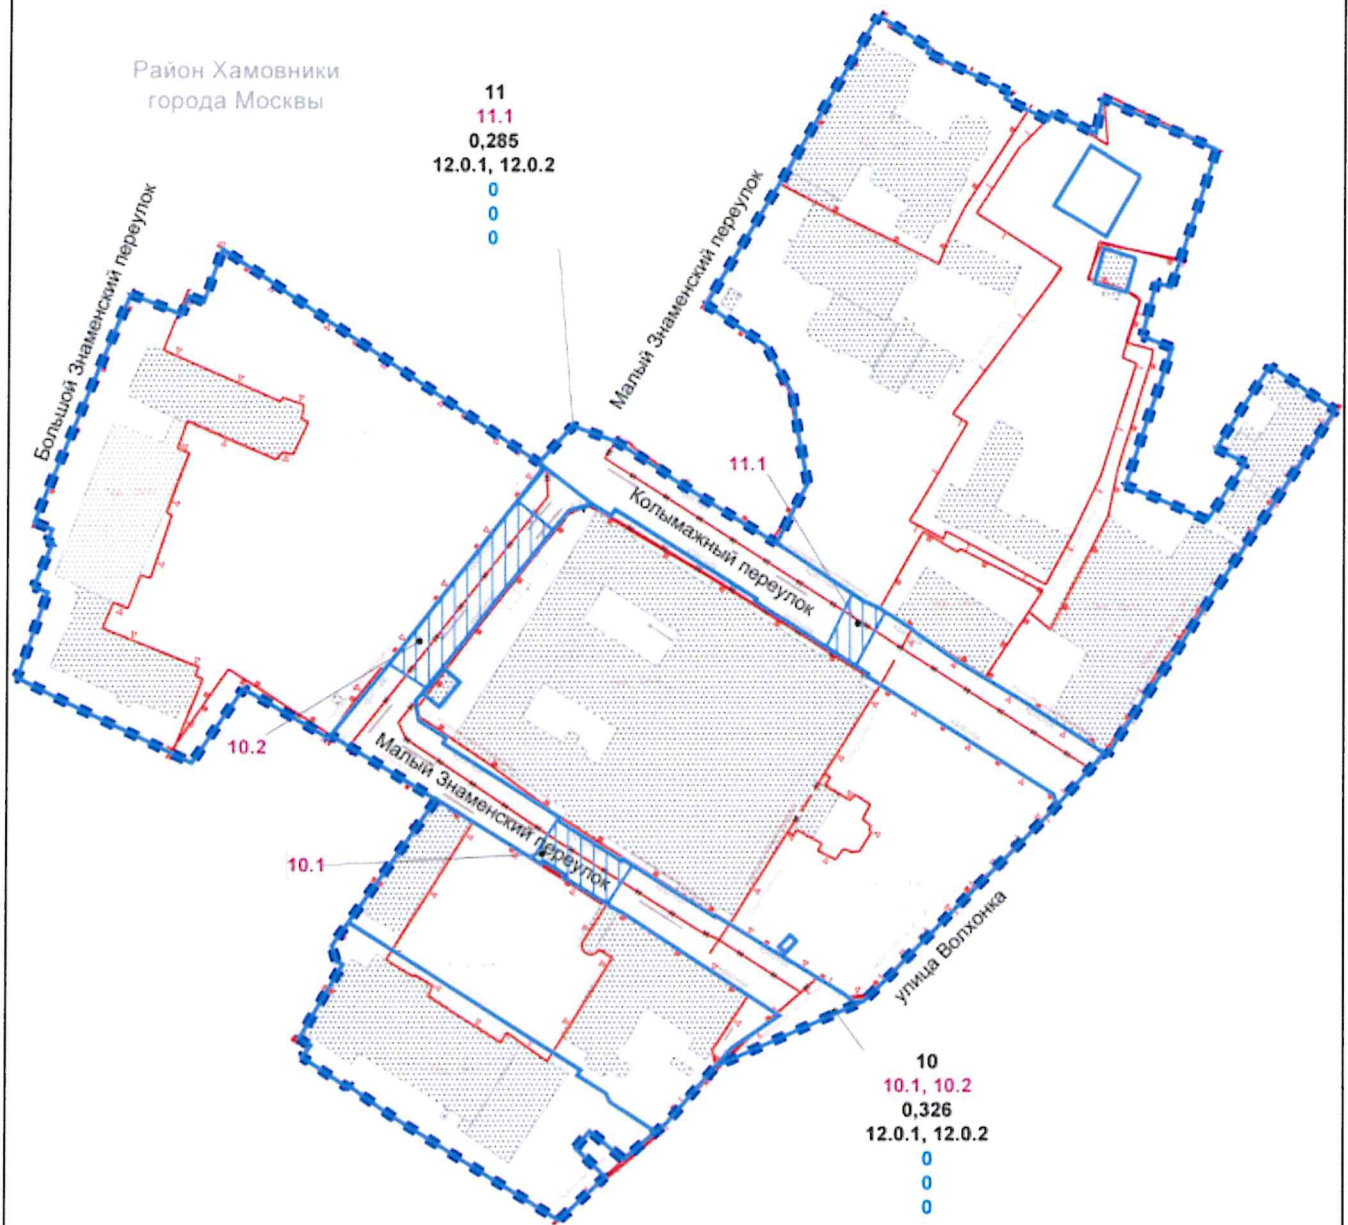 Район Хамовники
города Москвы
11
11.1
0,285
12.0.1, 12.0.2
0
0
0
Большой Знаменский переулок
Малый Знаменский переулок
11.1
Колымажный переулок
10.2
Малый Знаменский переулок
10.1
улица Волхонка
10
10.1, 10.2
0,326
12.0.1, 12.0.2
0
0
0